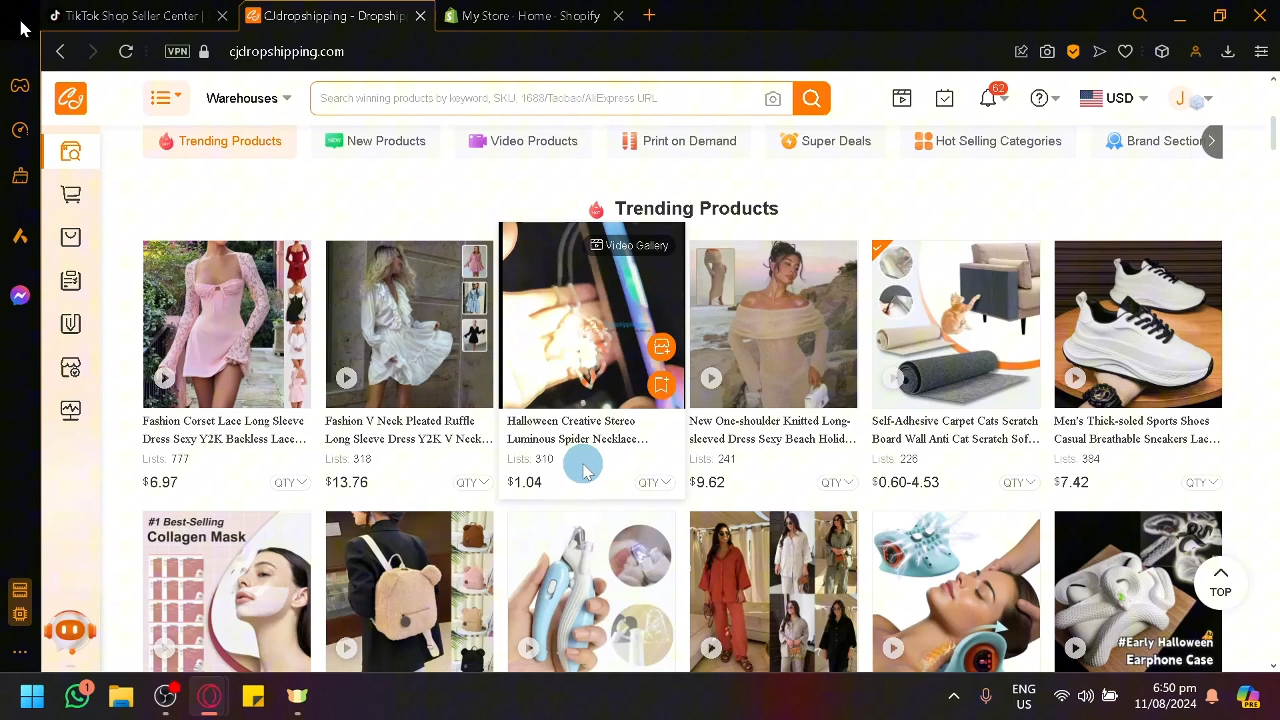 TikTok Shop Seller Center |
CJdropshipping - Dropship
My Store · Home · Shopify
VPN
cjdropshipping.com
Warehouses
Search winning products by keyword, SKU, 1688/Taobao/AliExpress URL
62
USD
J
Trending Products
NEW
New Products
Video Products
Print on Demand
Super Deals
Hot Selling Categories
Brand Section
HOT
Trending Products
Video Gallery
Fashion Corset Lace Long Sleeve
Dress Sexy Y2K Backless Lace…
Lists: 777
$6.97
QTY
Fashion V Neck Pleated Ruffle
Long Sleeve Dress Y2K V Neck…
Lists: 318
$13.76
QTY
Halloween Creative Stereo
Luminous Spider Necklace…
Lists: 310
$1.04
QTY
New One-shoulder Knitted Long-
sleeved Dress Sexy Beach Holid…
Lists: 241
$9.62
QTY
Self-Adhesive Carpet Cats Scratch
Board Wall Anti Cat Scratch Sof…
Lists: 226
$0.60-4.53
QTY
Men's Thick-soled Sports Shoes
Casual Breathable Sneakers Lac…
Lists: 384
$7.42
QTY
#1 Best-Selling
Collagen Mask
#Early Halloween
Earphone Case
TOP
1
ENG
US
6:50 pm
11/08/2024
PRE